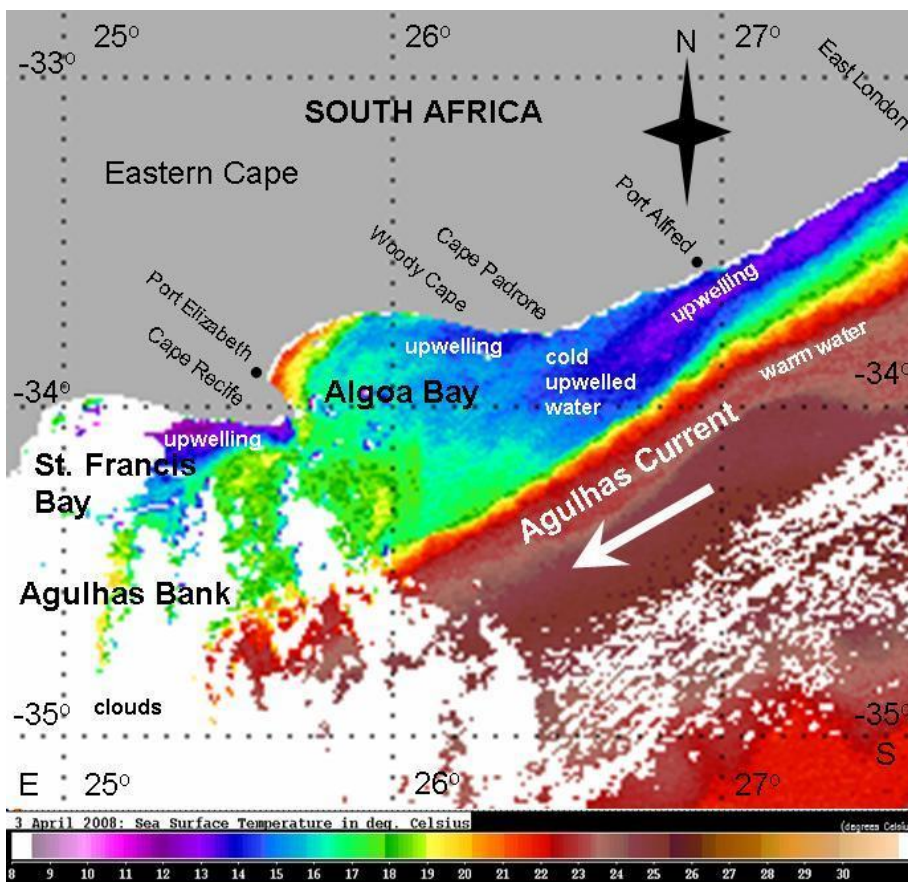 25°
26°
N
27°
-33°
East London
SOUTH AFRICA
Eastern Cape
Port Alfred
Cape Padrone
Woody Cape
Port Elizabeth
Cape Recife
upwelling
upwelling
cold
upwelled
water
warm water
Algoa Bay
-34°
-34°
upwelling
St. Francis
Bay
Agulhas Current
Agulhas Bank
clouds
-35°
-35°
S
E
25°
26°
27°
3 April 2008: Sea Surface Temperature in deg. Celsius
(degrees Celsiu
8 9 10 11 12 13 14 15 16 17 18 19 20 21 22 23 24 25 26 27 28 29 30